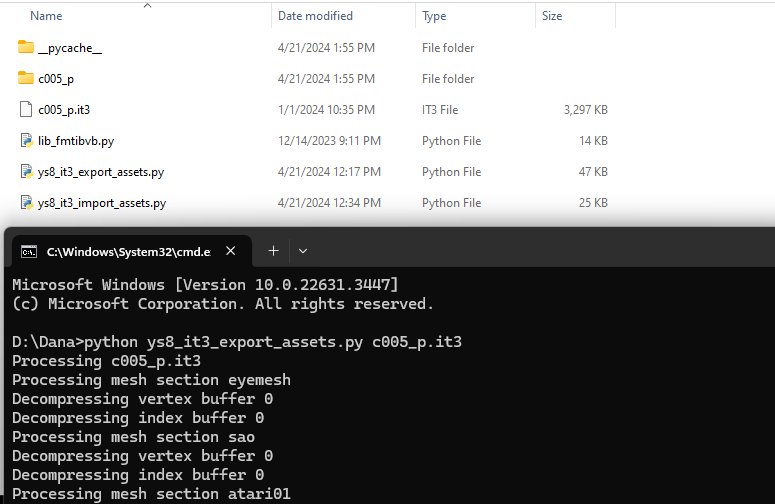 Name Date modified Type Size
__pycache__ 4/21/2024 1:55 PM File folder
c005_p 4/21/2024 1:55 PM File folder
c005_p.it3 1/1/2024 10:35 PM IT3 File 3,297 KB
lib_fmtibvb.py 12/14/2023 9:11 PM Python File 14 KB
ys8_it3_export_assets.py 4/21/2024 12:17 PM Python File 47 KB
ys8_it3_import_assets.py 4/21/2024 12:34 PM Python File 25 KB
C:\Windows\System32\cmd.e
Microsoft Windows [Version 10.0.22631.3447]
(c) Microsoft Corporation. All rights reserved.
D:\Dana>python ys8_it3_export_assets.py c005_p.it3
Processing c005_p.it3
Processing mesh section eyemesh
Decompressing vertex buffer 0
Decompressing index buffer 0
Processing mesh section sao
Decompressing vertex buffer 0
Decompressing index buffer 0
Processing mesh section atari01